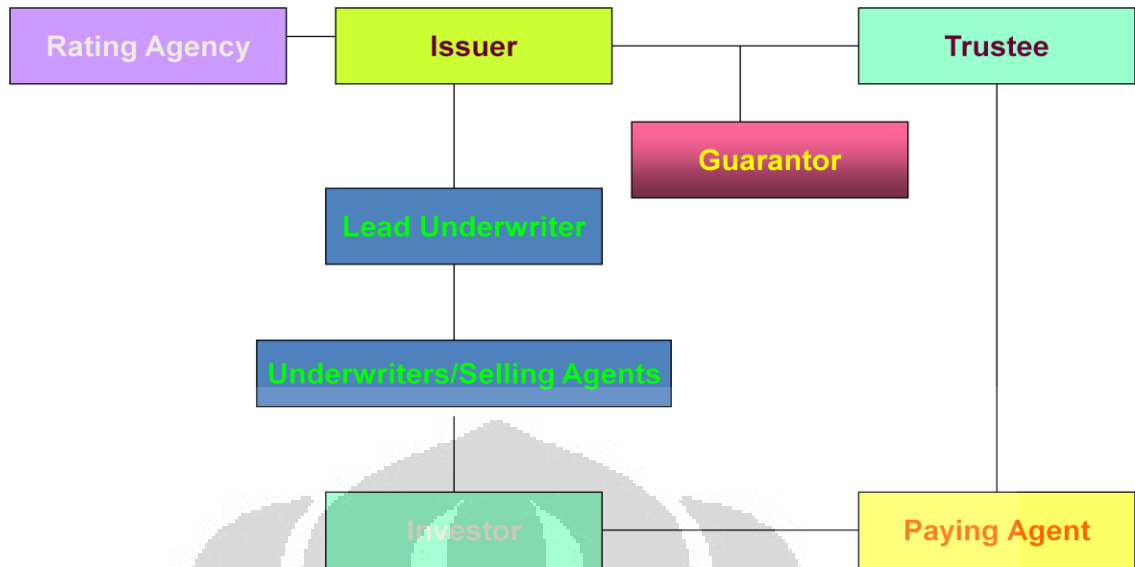 Rating Agency
Issuer
Trustee
Guarantor
Lead Underwriter
Underwriters/Selling Agents
Investor
Paying Agent